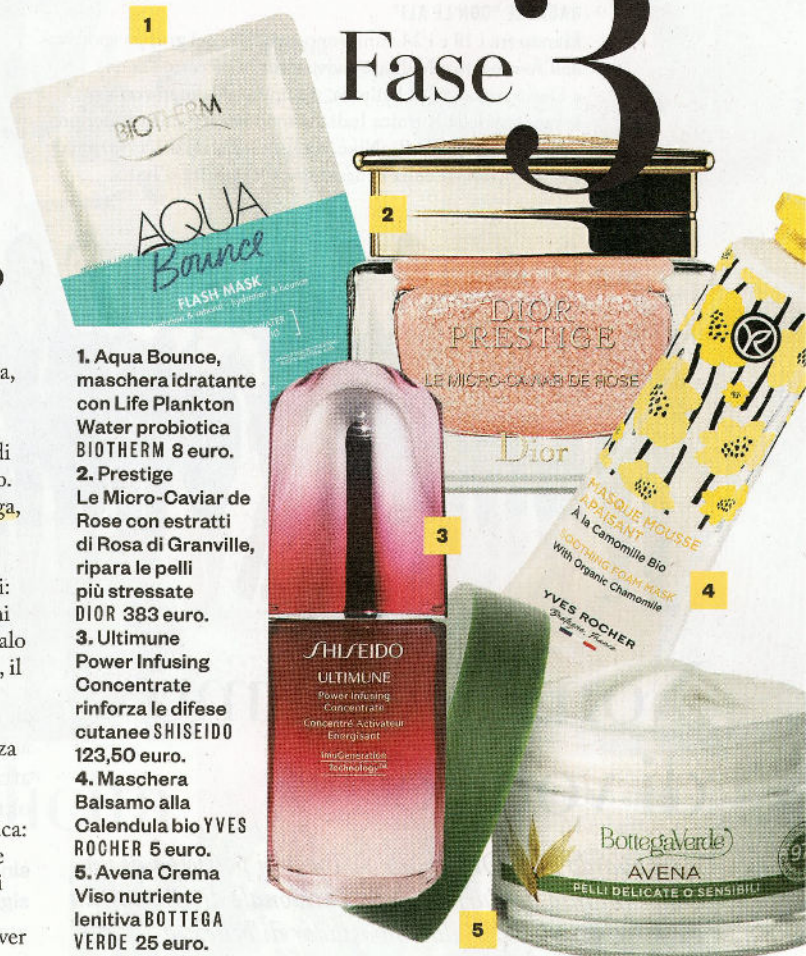 1
Fase 3
BIOTHERM
AQUA
Bounce
FLASH MASK
2
DIOR
PRESTIGE
LE MICRO-CAVIAR DE ROSE
Dior
MASQUE MOUSSE
APAISANT
À la Camomille Bio
SOOTHING FOAM MASK
With Organic Chamomile
YVES ROCHER
Bretagne, France
4
3
SHISEIDO
ULTIMUNE
Power Infusing
Concentrate
Concentré Activateur
Energisant
ImuGeneration
Technology™
BottegaVerde
AVENA
PELLI DELICATE O SENSIBILI
5
1. Aqua Bounce,
maschera idratante
con Life Plankton
Water probiotica
BIOTHERM 8 euro.
2. Prestige
Le Micro-Caviar de
Rose con estratti
di Rosa di Granville,
ripara le pelli
più stressate
DIOR 383 euro.
3. Ultimune
Power Infusing
Concentrate
rinforza le difese
cutanee SHISEIDO
123,50 euro.
4. Maschera
Balsamo alla
Calendula bio YVES
ROCHER 5 euro.
5. Avena Crema
Viso nutriente
lenitiva BOTTEGA
VERDE 25 euro.